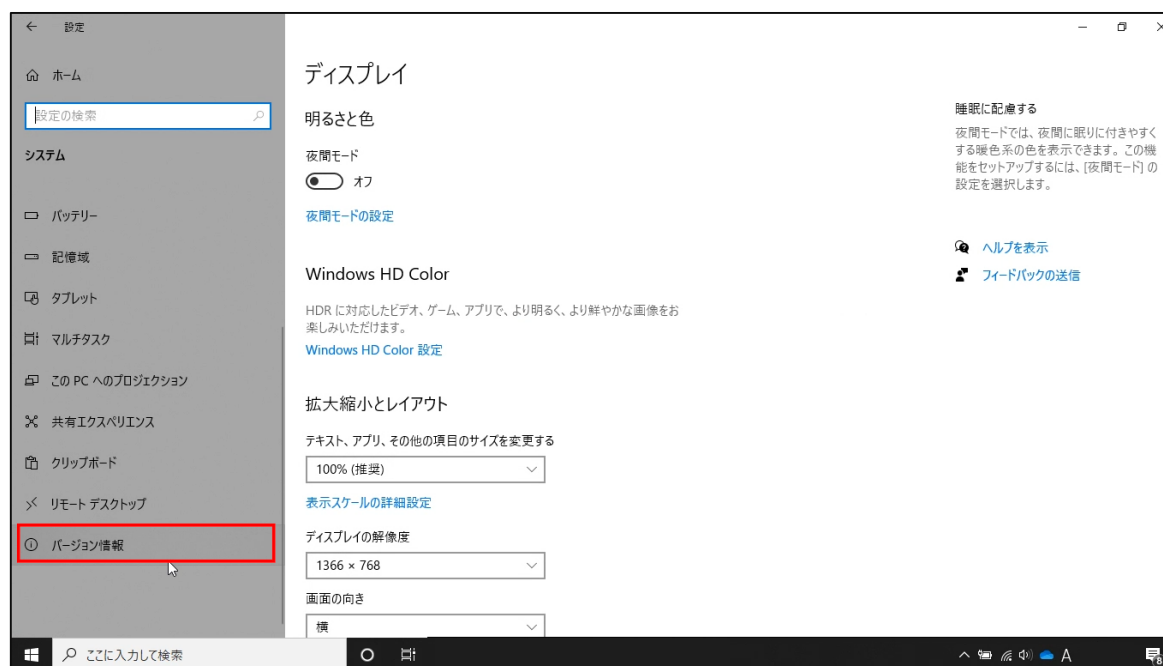 設定
ホーム
設定の検索
システム
バッテリー
記憶域
タブレット
マルチタスク
この PC へのプロジェクション
共有エクスペリエンス
クリップボード
リモート デスクトップ
バージョン情報
ディスプレイ
明るさと色
夜間モード
オフ
夜間モードの設定
Windows HD Color
HDR に対応したビデオ、ゲーム、アプリで、より明るく、より鮮やかな画像をお
楽しみいただけます。
Windows HD Color 設定
拡大縮小とレイアウト
テキスト、アプリ、その他の項目のサイズを変更する
100% (推奨)
表示スケールの詳細設定
ディスプレイの解像度
1366 × 768
画面の向き
横
睡眠に配慮する
夜間モードでは、夜間に眠りに付きやすく
する暖色系の色を表示できます。この機
能をセットアップするには、[夜間モード] の
設定を選択します。
ヘルプを表示
フィードバックの送信
ここに入力して検索
A
8